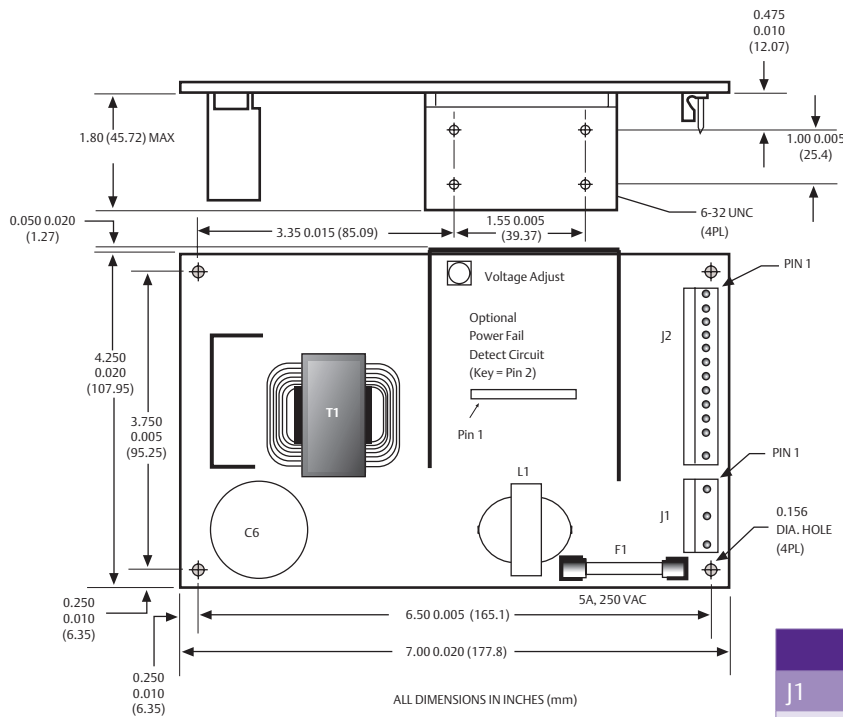 0.475
0.010
(12.07)
1.80 (45.72) MAX
1.00 0.005
(25.4)
0.050 0.020
(1.27)
3.35 0.015 (85.09)
1.55 0.005
(39.37)
6-32 UNC
(4PL)
PIN 1
Voltage Adjust
Optional
Power Fail
Detect Circuit
(Key = Pin 2)
J2
4.250
0.020
(107.95)
T1
3.750
0.005
(95.25)
Pin 1
PIN 1
L1
J1
0.156
DIA. HOLE
(4PL)
C6
F1
5A, 250 VAC
0.250
0.010
(6.35)
6.50 0.005 (165.1)
7.00 0.020 (177.8)
0.250
0.010
(6.35)
ALL DIMENSIONS IN INCHES (mm)
J1